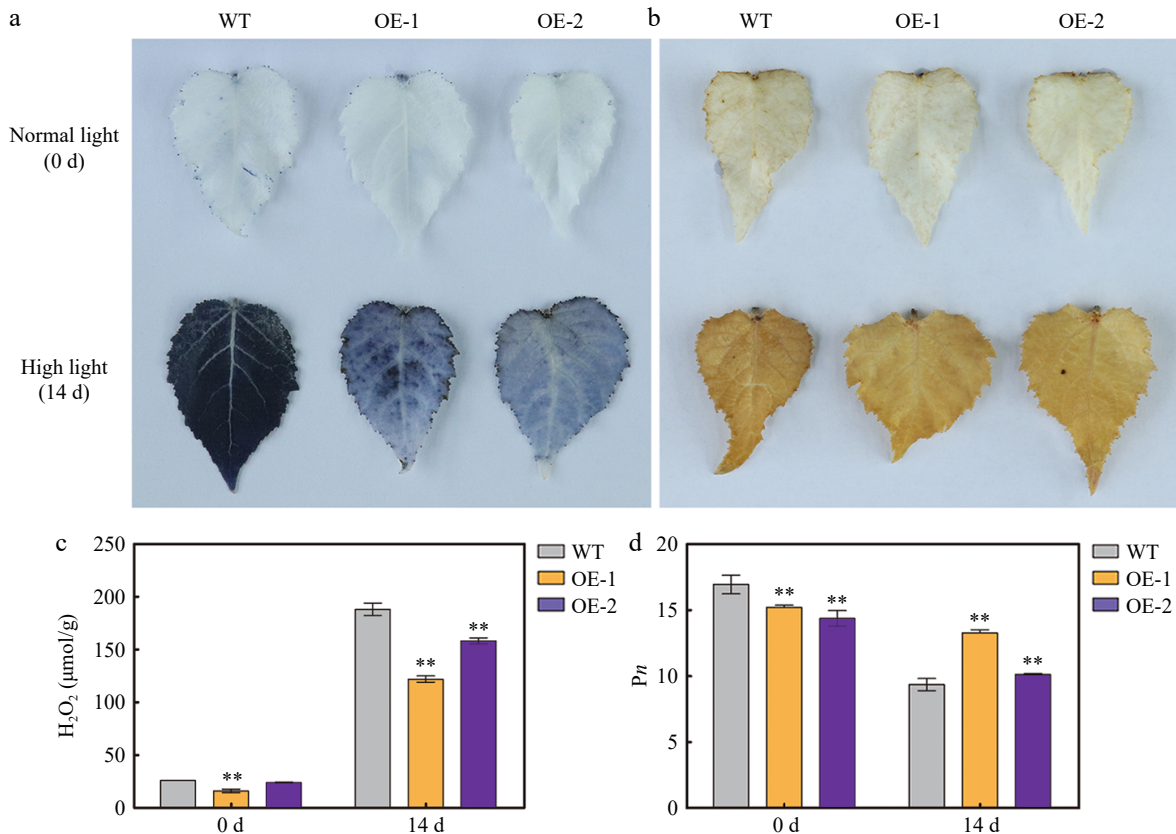 a
WT
OE-1
OE-2
b
WT
OE-1
OE-2
Normal light
(0 d)
High light
(14 d)
c
H₂O₂ (μmol/g)
250
200
150
100
50
0
**
**
**
0 d
14 d
WT
OE-1
OE-2
d
Pn
20
15
10
5
0
**
**
**
**
0 d
14 d
WT
OE-1
OE-2